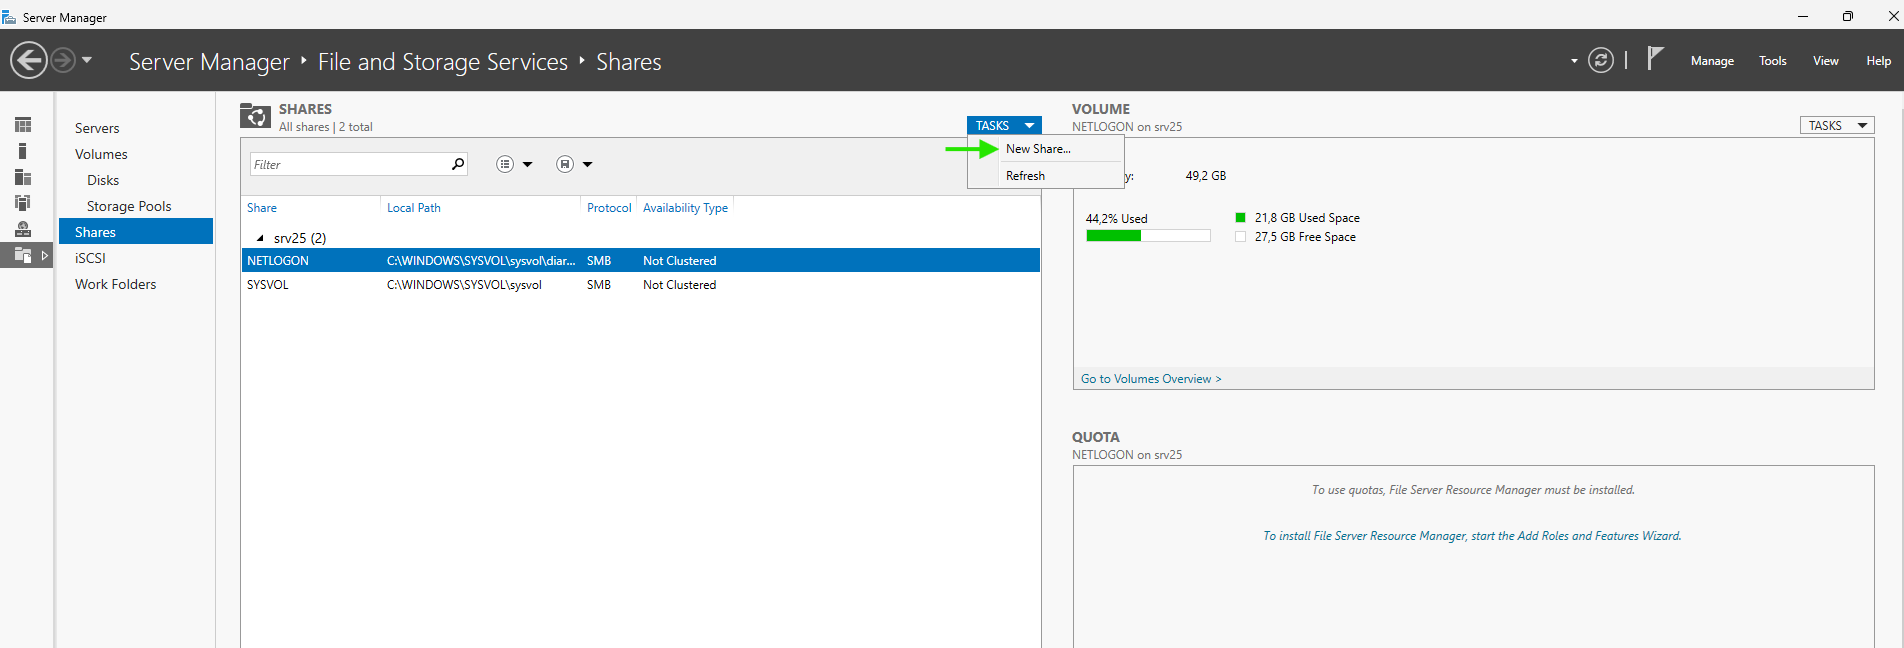 Server Manager
Server Manager ‣ File and Storage Services ‣ Shares
Manage Tools View Help
Servers
Volumes
Disks
Storage Pools
Shares
iSCSI
Work Folders
SHARES
All shares | 2 total
TASKS
New Share...
Refresh
Filter
Share Local Path Protocol Availability Type
srv25 (2)
NETLOGON C:\WINDOWS\SYSVOL\sysvol\diar... SMB Not Clustered
SYSVOL C:\WINDOWS\SYSVOL\sysvol SMB Not Clustered
VOLUME
NETLOGON on srv25
TASKS
y: 49,2 GB
44,2% Used
21,8 GB Used Space
27,5 GB Free Space
Go to Volumes Overview >
QUOTA
NETLOGON on srv25
To use quotas, File Server Resource Manager must be installed.
To install File Server Resource Manager, start the Add Roles and Features Wizard.